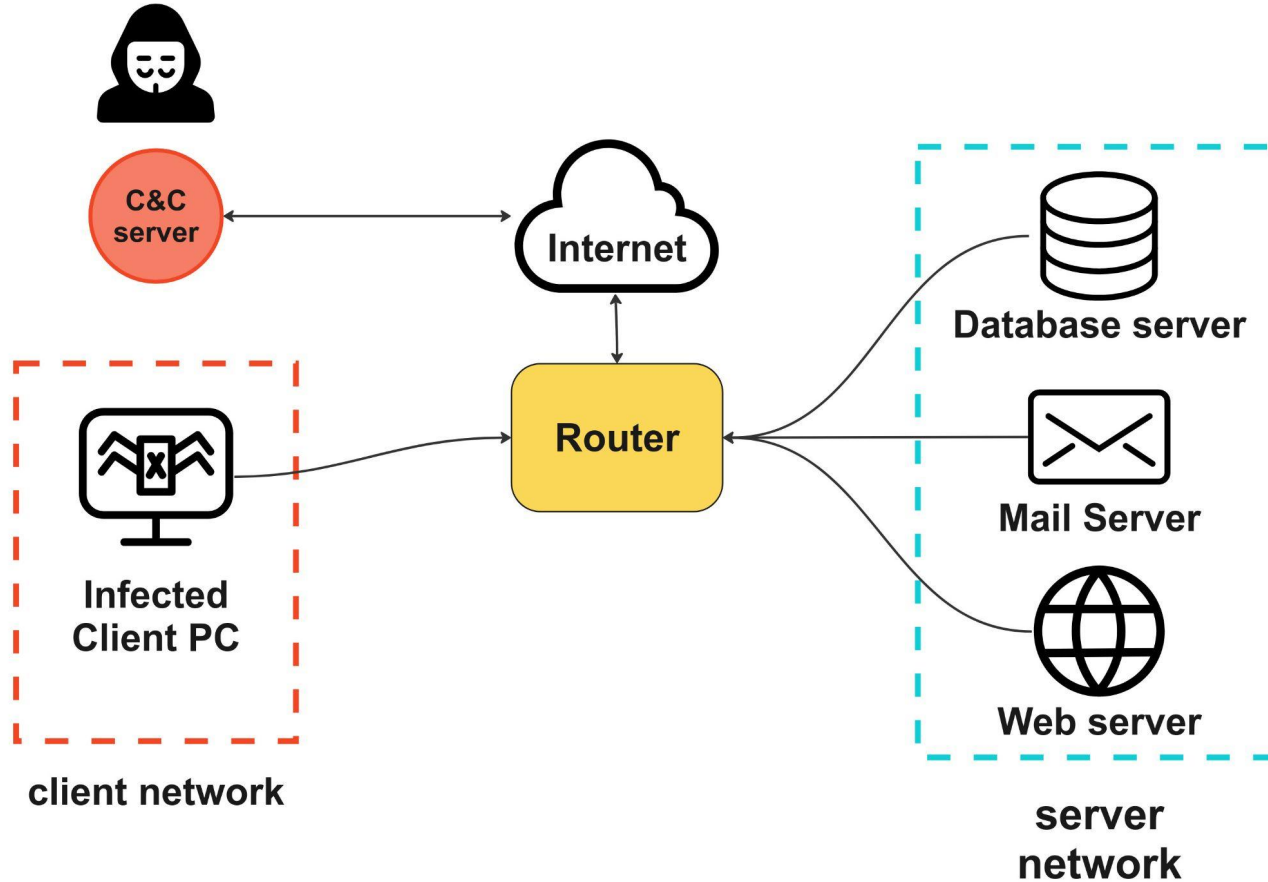 C&C
server
Internet
Router
Infected
Client PC
client network
Database server
Mail Server
Web server
server
network